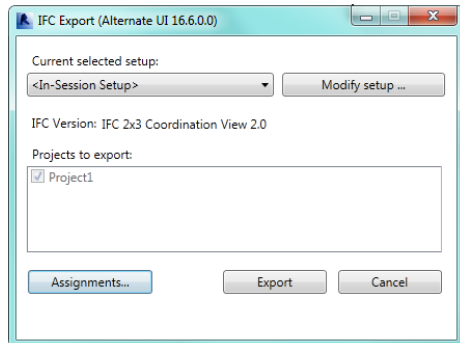 IFC Export (Alternate UI 16.6.0.0)
Current selected setup:
<In-Session Setup>
Modify setup ...
IFC Version: IFC 2x3 Coordination View 2.0
Projects to export:
Project1
Assignments...
Export
Cancel